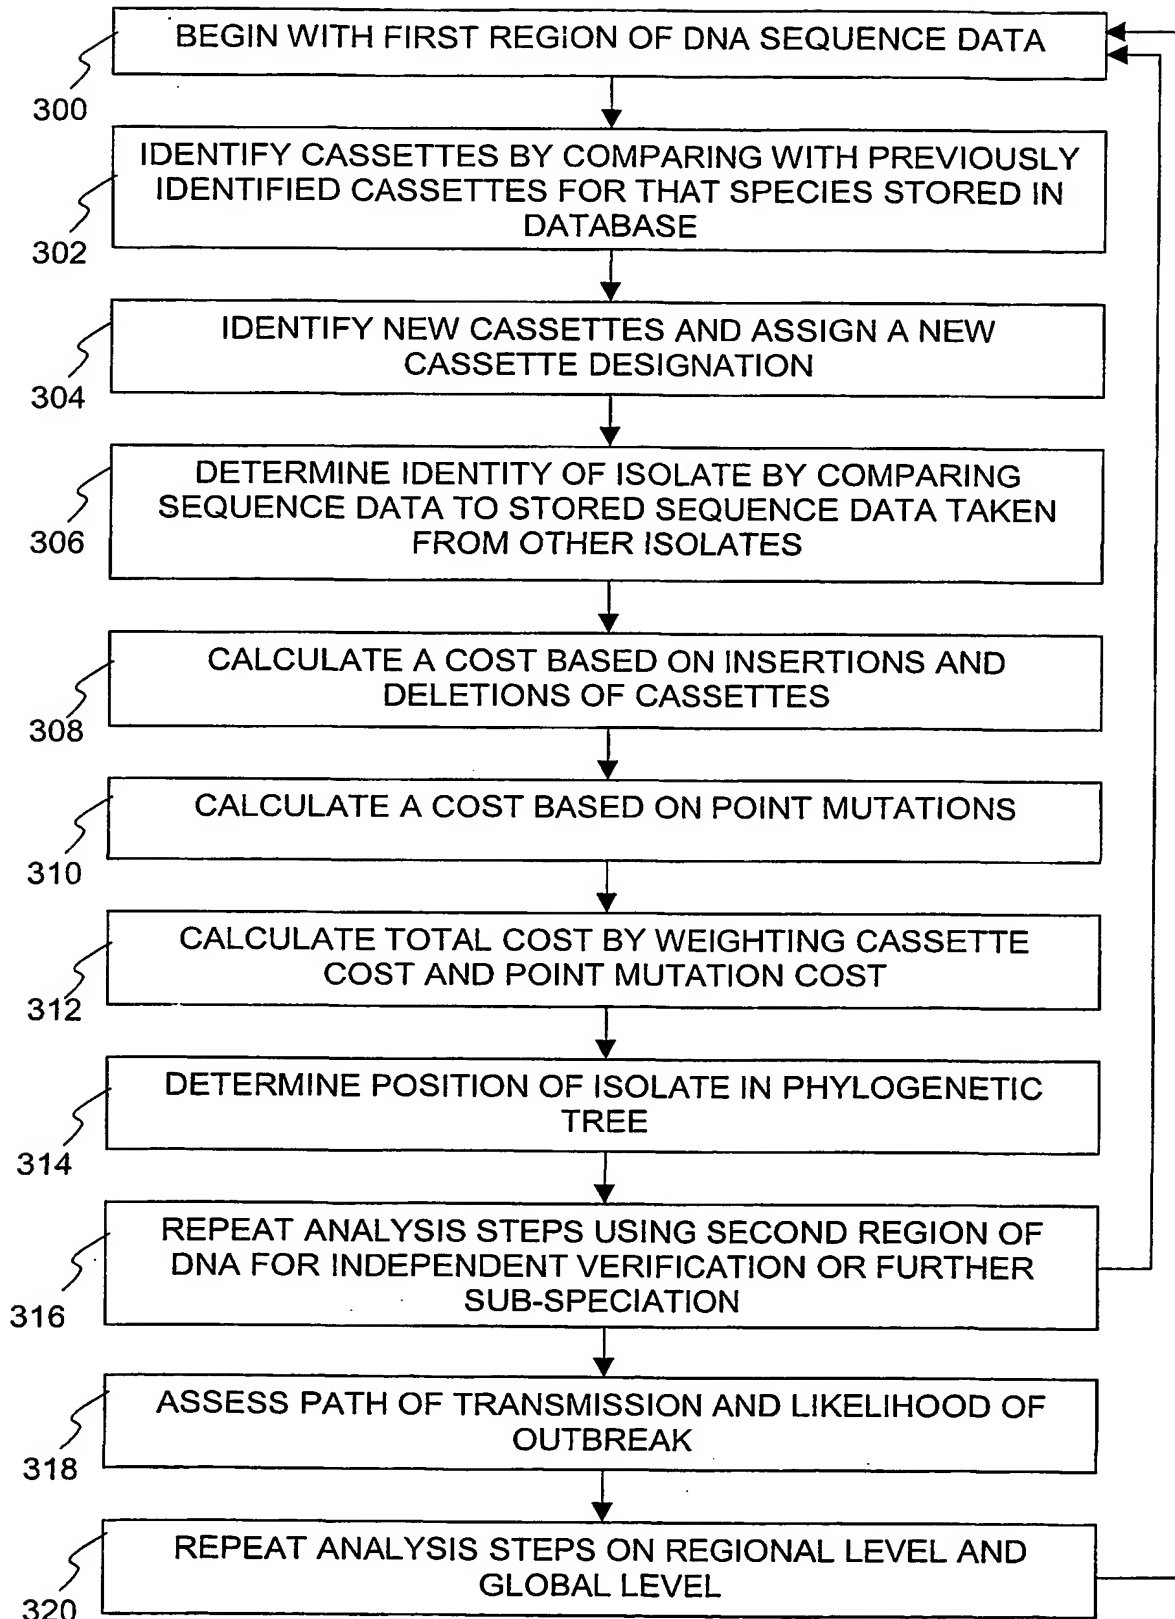 BEGIN WITH FIRST REGION OF DNA SEQUENCE DATA
300
IDENTIFY CASSETTES BY COMPARING WITH PREVIOUSLY
IDENTIFIED CASSETTES FOR THAT SPECIES STORED IN
DATABASE
302
IDENTIFY NEW CASSETTES AND ASSIGN A NEW
CASSETTE DESIGNATION
304
DETERMINE IDENTITY OF ISOLATE BY COMPARING
SEQUENCE DATA TO STORED SEQUENCE DATA TAKEN
FROM OTHER ISOLATES
306
CALCULATE A COST BASED ON INSERTIONS AND
DELETIONS OF CASSETTES
308
CALCULATE A COST BASED ON POINT MUTATIONS
310
CALCULATE TOTAL COST BY WEIGHTING CASSETTE
COST AND POINT MUTATION COST
312
DETERMINE POSITION OF ISOLATE IN PHYLOGENETIC
TREE
314
REPEAT ANALYSIS STEPS USING SECOND REGION OF
DNA FOR INDEPENDENT VERIFICATION OR FURTHER
SUB-SPECIATION
316
ASSESS PATH OF TRANSMISSION AND LIKELIHOOD OF
OUTBREAK
318
REPEAT ANALYSIS STEPS ON REGIONAL LEVEL AND
GLOBAL LEVEL
320